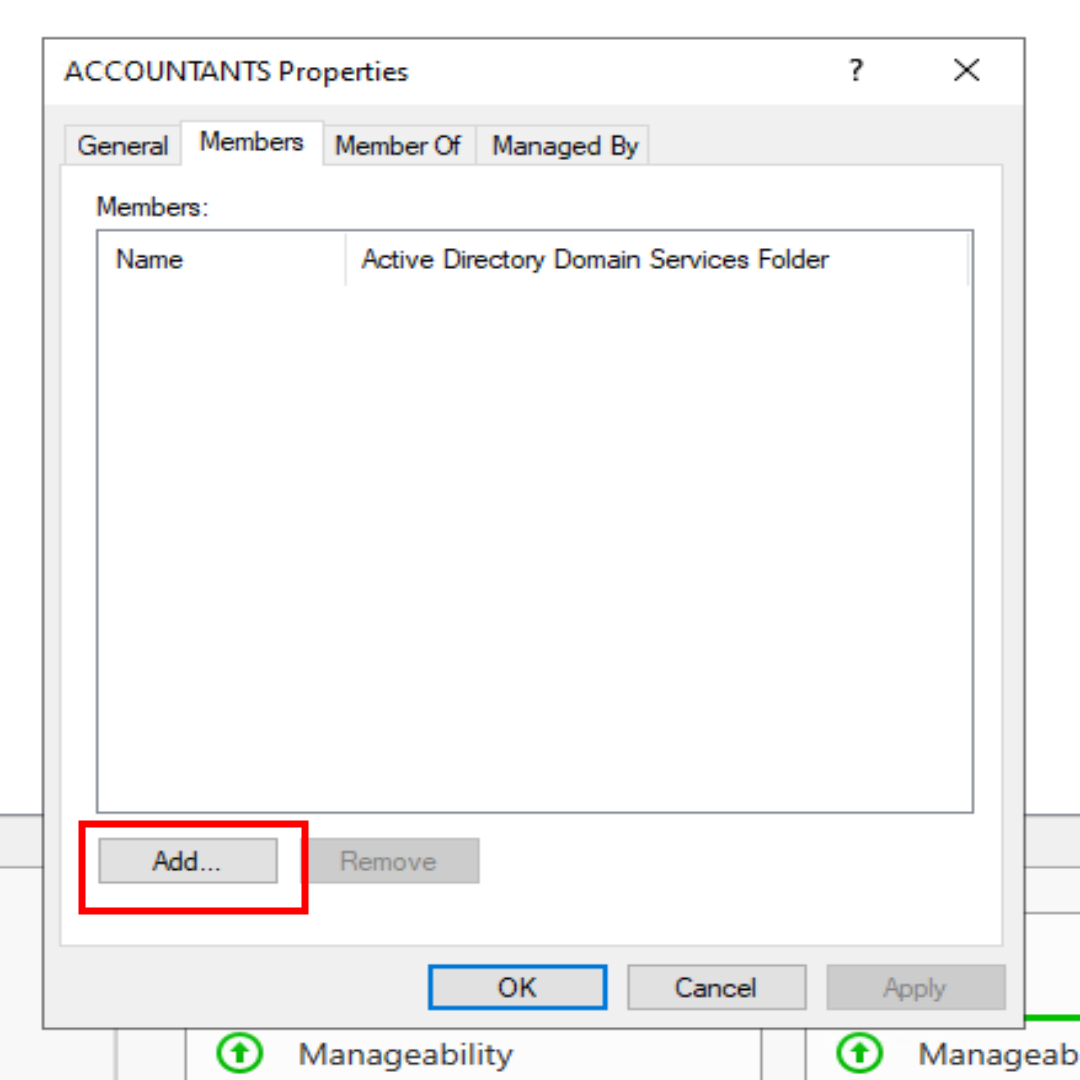 ACCOUNTANTS Properties ?
General Members Member Of Managed By
Members:
Name Active Directory Domain Services Folder
Add... Remove
OK Cancel Apply
Manageability Manageab